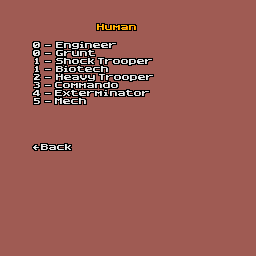 Human
0 - Engineer
0 - Grunt
1 - Shock Trooper
1 - Biotech
2 - Heavy Trooper
3 - Commando
4 - Exterminator
5 - Mech
←Back